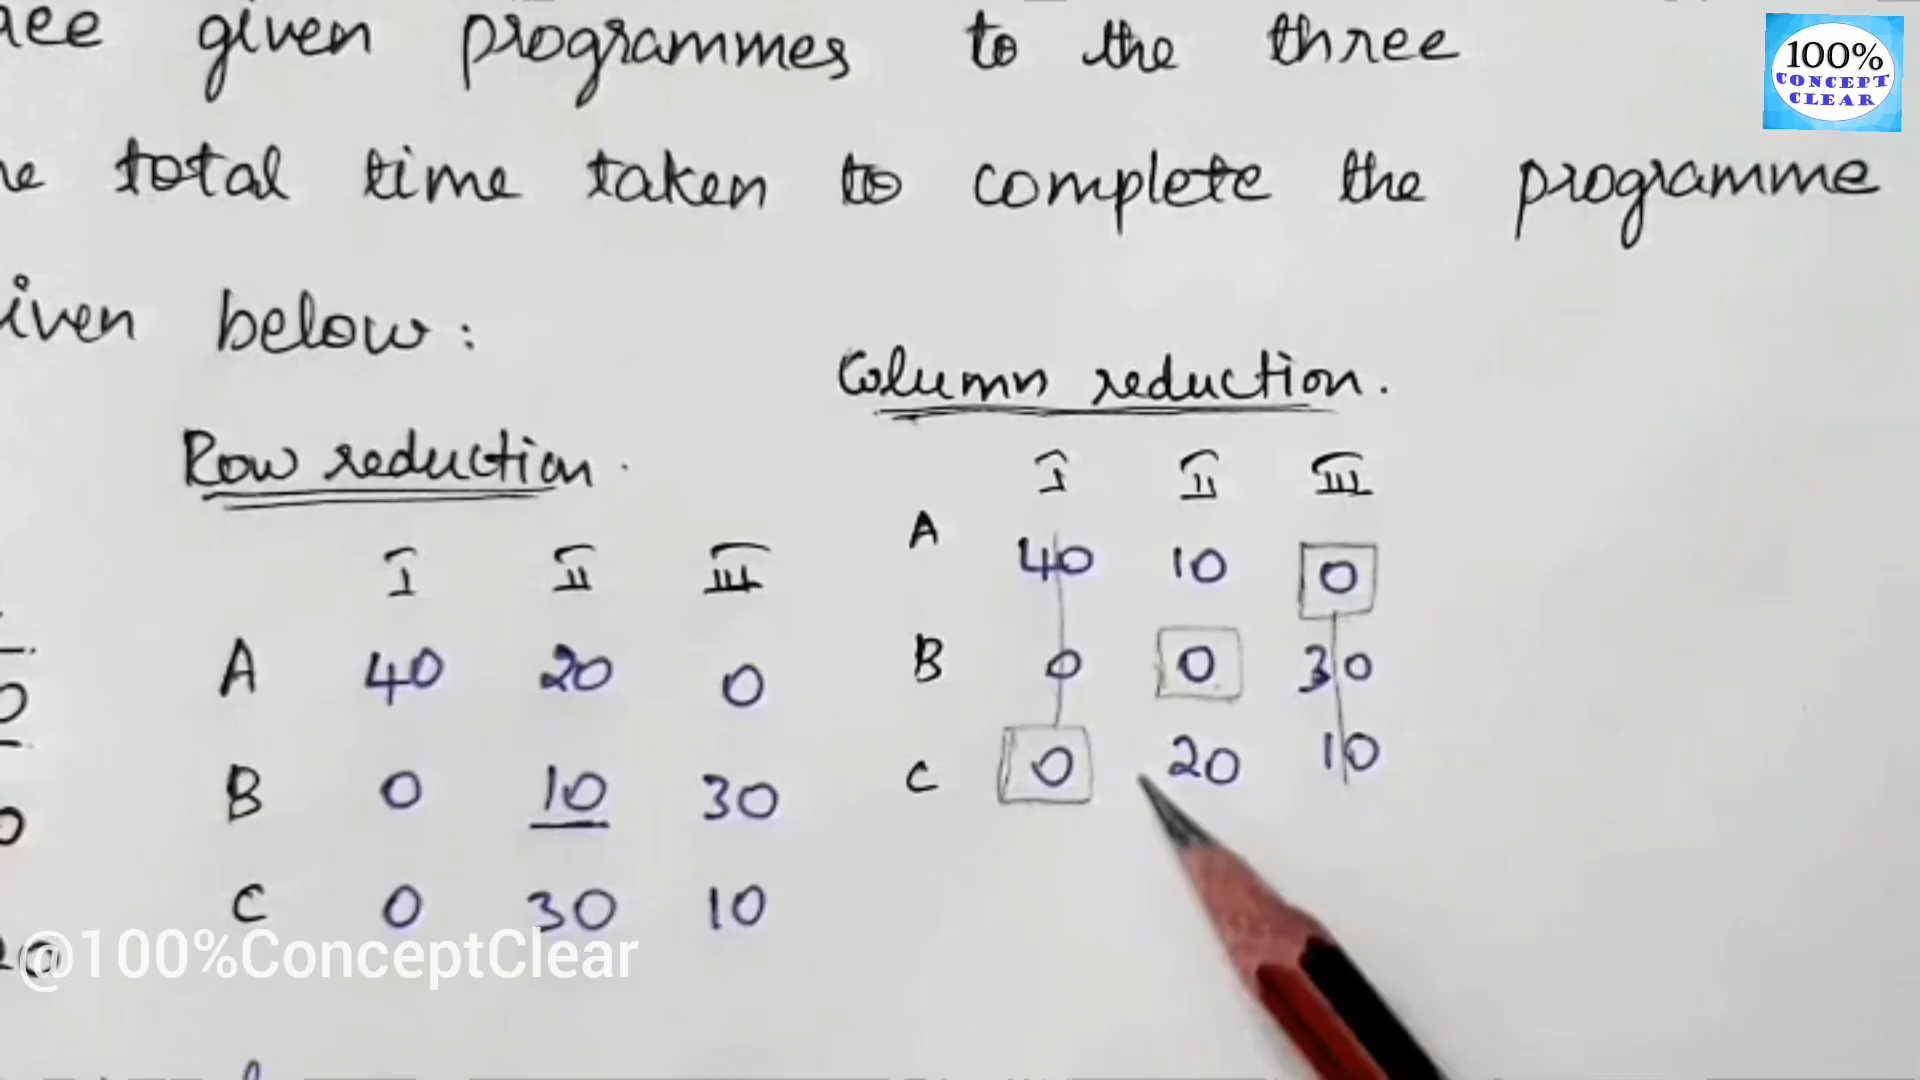 given programmes to the three
total time taken to complete the programme
below:
Column reduction.
Row reduction.
I II III
A 40 10 0
B 0 0 30
C 0 20 10
I II III
A 40 20 0
B 0 10 30
C 0 30 10
100%
CONCEPT
CLEAR
@100%ConceptClear